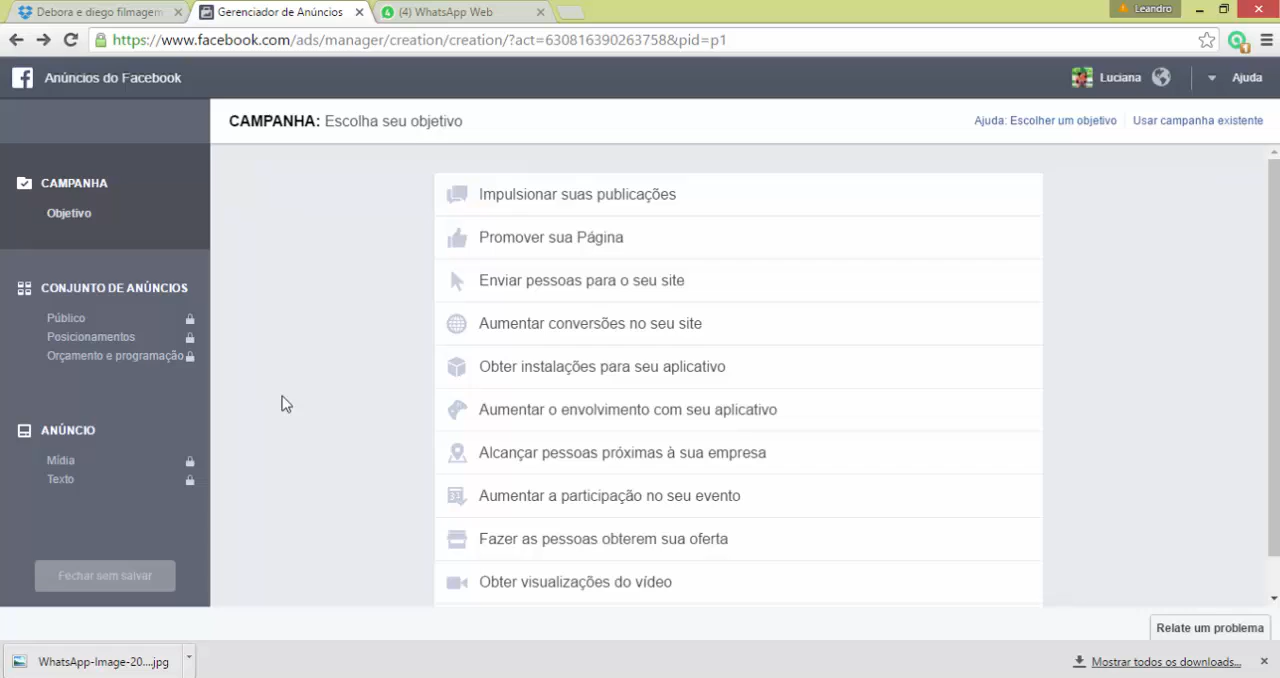 Debora e diego filmagem
Gerenciador de Anúncios
(4) WhatsApp Web
Leandro
https://www.facebook.com/ads/manager/creation/creation/?act=630816390263758&pid=p1
Anúncios do Facebook
Luciana
Ajuda
CAMPANHA: Escolha seu objetivo
Ajuda: Escolher um objetivo
Usar campanha existente
CAMPANHA
Objetivo
CONJUNTO DE ANÚNCIOS
Público
Posicionamentos
Orçamento e programação
ANÚNCIO
Mídia
Texto
Fechar sem salvar
Impulsionar suas publicações
Promover sua Página
Enviar pessoas para o seu site
Aumentar conversões no seu site
Obter instalações para seu aplicativo
Aumentar o envolvimento com seu aplicativo
Alcançar pessoas próximas à sua empresa
31
Aumentar a participação no seu evento
Fazer as pessoas obterem sua oferta
Obter visualizações do vídeo
Relate um problema
WhatsApp-Image-20....jpg
Mostrar todos os downloads...